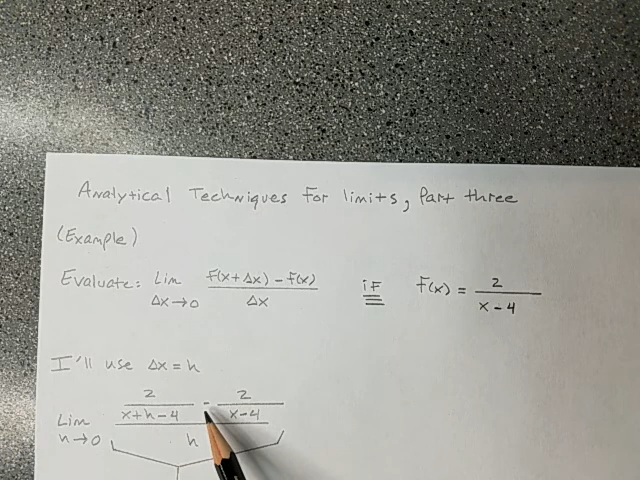 Analytical Techniques for limits, Part three
(Example)
Evaluate: Lim Δx→0 (f(x+Δx) - f(x))/Δx if f(x) = 2/(x-4)
I'll use Δx = h
Lim h→0 (2/(x+h-4) - 2/(x-4))/h